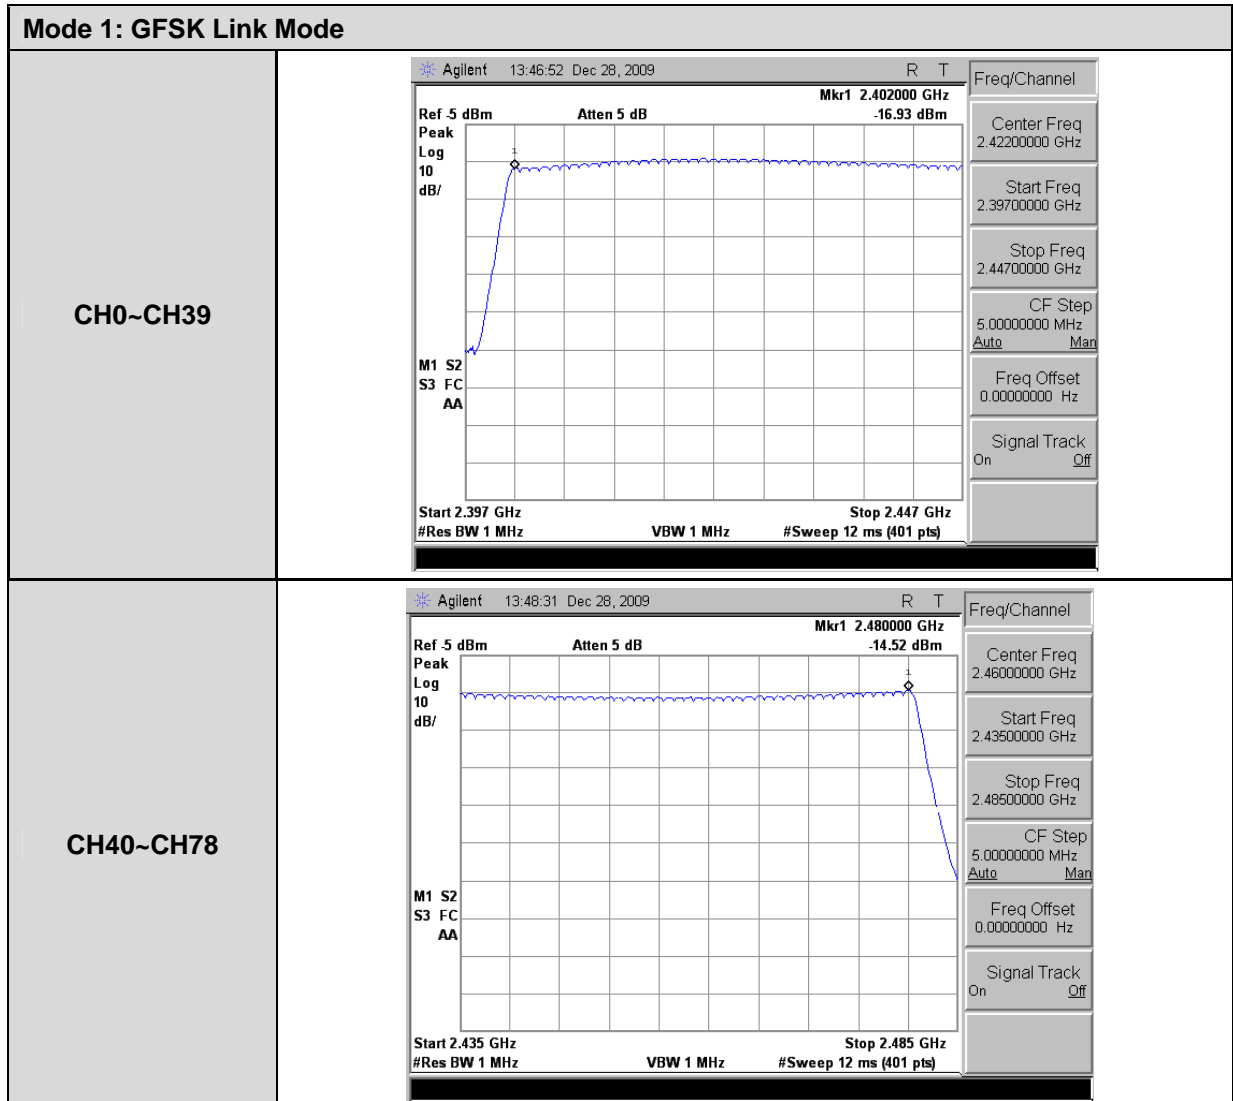 Mode 1: GFSK Link Mode
CH0~CH39
Agilent 13:46:52 Dec 28, 2009 R T
Mkr1 2.402000 GHz
Ref -5 dBm Atten 5 dB -16.93 dBm
Peak
Log
10
dB/
1
M1 S2
S3 FC
AA
Start 2.397 GHz Stop 2.447 GHz
#Res BW 1 MHz VBW 1 MHz #Sweep 12 ms (401 pts)
Freq/Channel
Center Freq
2.42200000 GHz
Start Freq
2.39700000 GHz
Stop Freq
2.44700000 GHz
CF Step
5.00000000 MHz
Auto Man
Freq Offset
0.00000000 Hz
Signal Track
On Off
CH40~CH78
Agilent 13:48:31 Dec 28, 2009 R T
Mkr1 2.480000 GHz
Ref -5 dBm Atten 5 dB -14.52 dBm
Peak
Log
10
dB/
1
M1 S2
S3 FC
AA
Start 2.435 GHz Stop 2.485 GHz
#Res BW 1 MHz VBW 1 MHz #Sweep 12 ms (401 pts)
Freq/Channel
Center Freq
2.46000000 GHz
Start Freq
2.43500000 GHz
Stop Freq
2.48500000 GHz
CF Step
5.00000000 MHz
Auto Man
Freq Offset
0.00000000 Hz
Signal Track
On Off